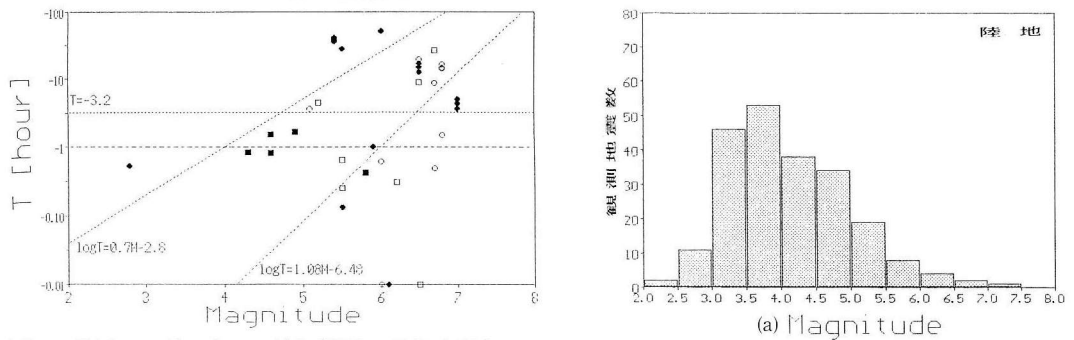 -100
-10
-1
-0.10
-0.01
T [hour]
T=-3.2
logT=0.7M-2.8
logT=1.08M-6.48
2 3 4 5 6 7 8
Magnitude
80
70
60
50
40
30
20
10
0
観測地震数
陸 地
2.0 2.5 3.0 3.5 4.0 4.5 5.0 5.5 6.0 6.5 7.0 7.5 8.0
(a) Magnitude